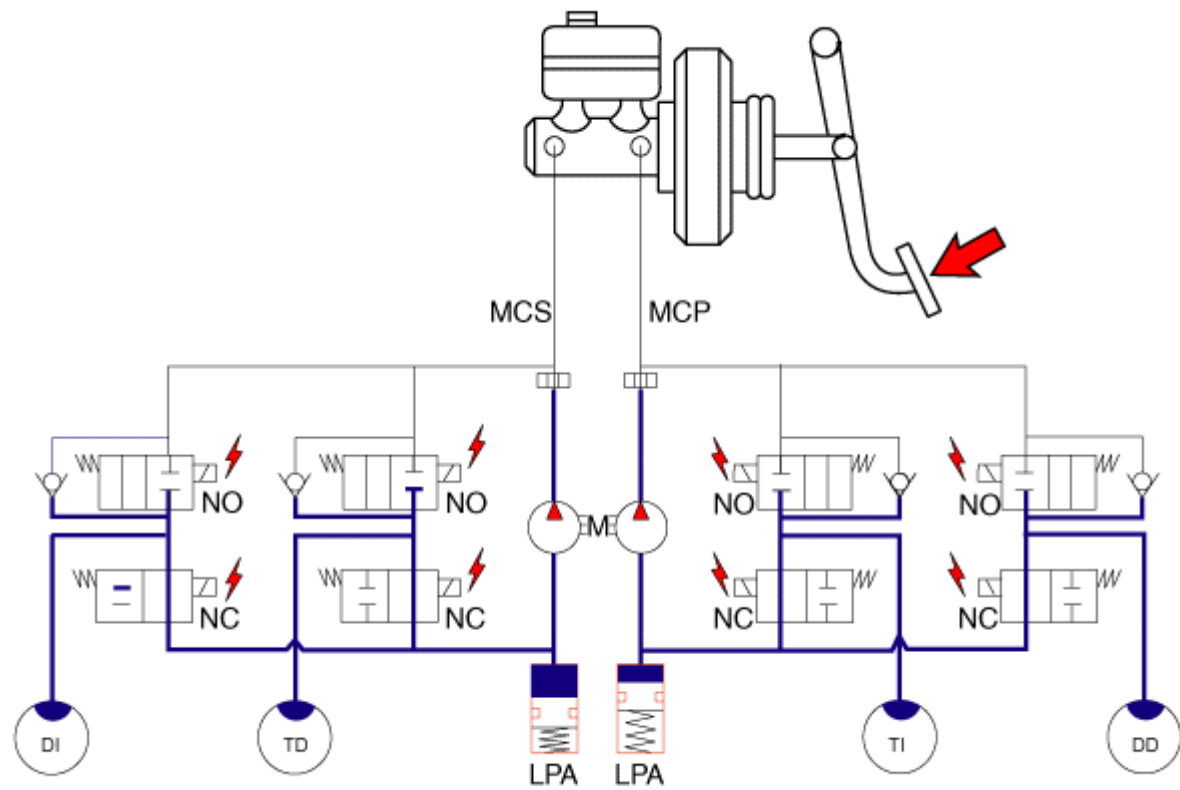 MCS MCP
NO NO M NO NO
NC NC NC NC
DI TD TI DD
LPA LPA